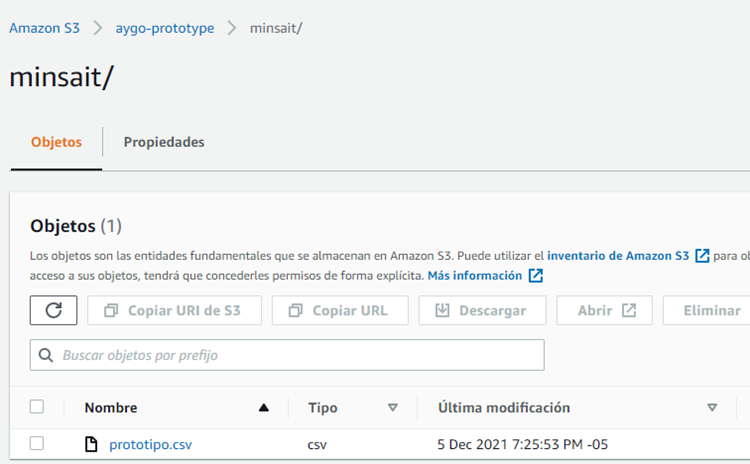 Amazon S3 > aygo-prototype > minsait/
minsait/
Objetos Propiedades
Objetos (1)
Los objetos son las entidades fundamentales que se almacenan en Amazon S3. Puede utilizar el inventario de Amazon S3 para ob
acceso a sus objetos, tendrá que concederles permisos de forma explícita. Más información
Copiar URI de S3 Copiar URL Descargar Abrir Eliminar
Buscar objetos por prefijo
Nombre Tipo Última modificación
prototipo.csv csv 5 Dec 2021 7:25:53 PM -05